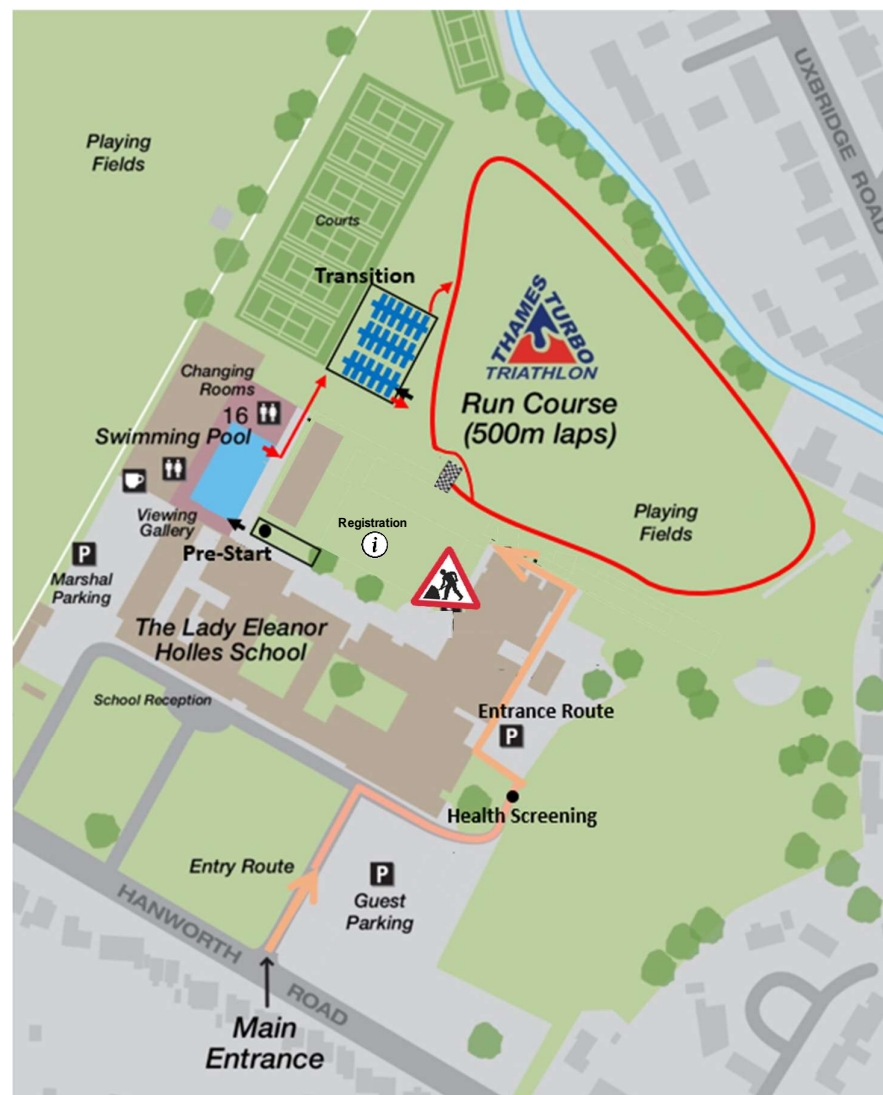 UXBRIDGE ROAD
Playing
Fields
Courts
Transition
THAMES
TURBO
TRIATHLON
Run Course
(500m laps)
Changing
Rooms
16
Swimming Pool
Viewing
Gallery
Pre-Start
Registration
i
Playing
Fields
P
Marshal
Parking
The Lady Eleanor
Holles School
School Reception
Entrance Route
P
Health Screening
Entry Route
P
Guest
Parking
HANWORTH ROAD
Main
Entrance